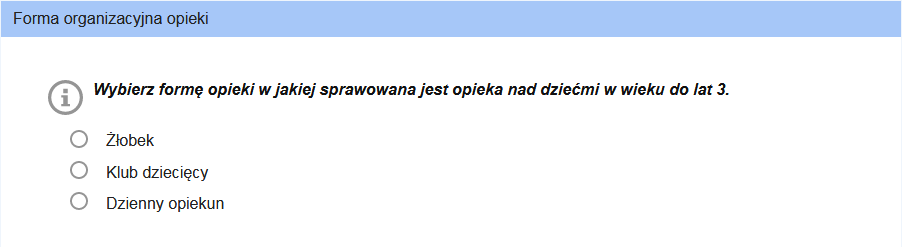 Forma organizacyjna opieki
Wybierz formę opieki w jakiej sprawowana jest opieka nad dziećmi w wieku do lat 3.
Żłobek
Klub dziecięcy
Dzienny opiekun